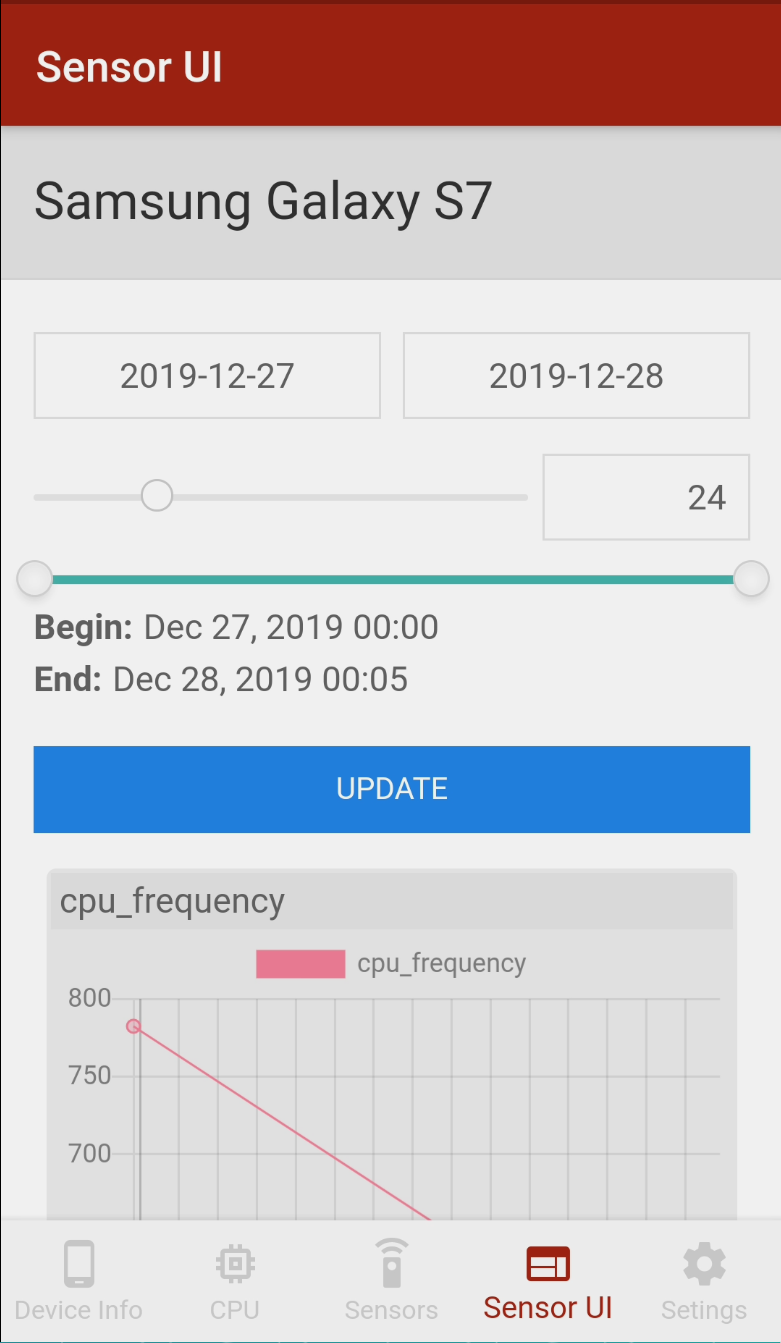 Sensor UI
Samsung Galaxy S7
2019-12-27 2019-12-28
24
Begin: Dec 27, 2019 00:00
End: Dec 28, 2019 00:05
UPDATE
cpu_frequency
cpu_frequency
800
750
700
Device Info CPU Sensors Sensor UI Setings